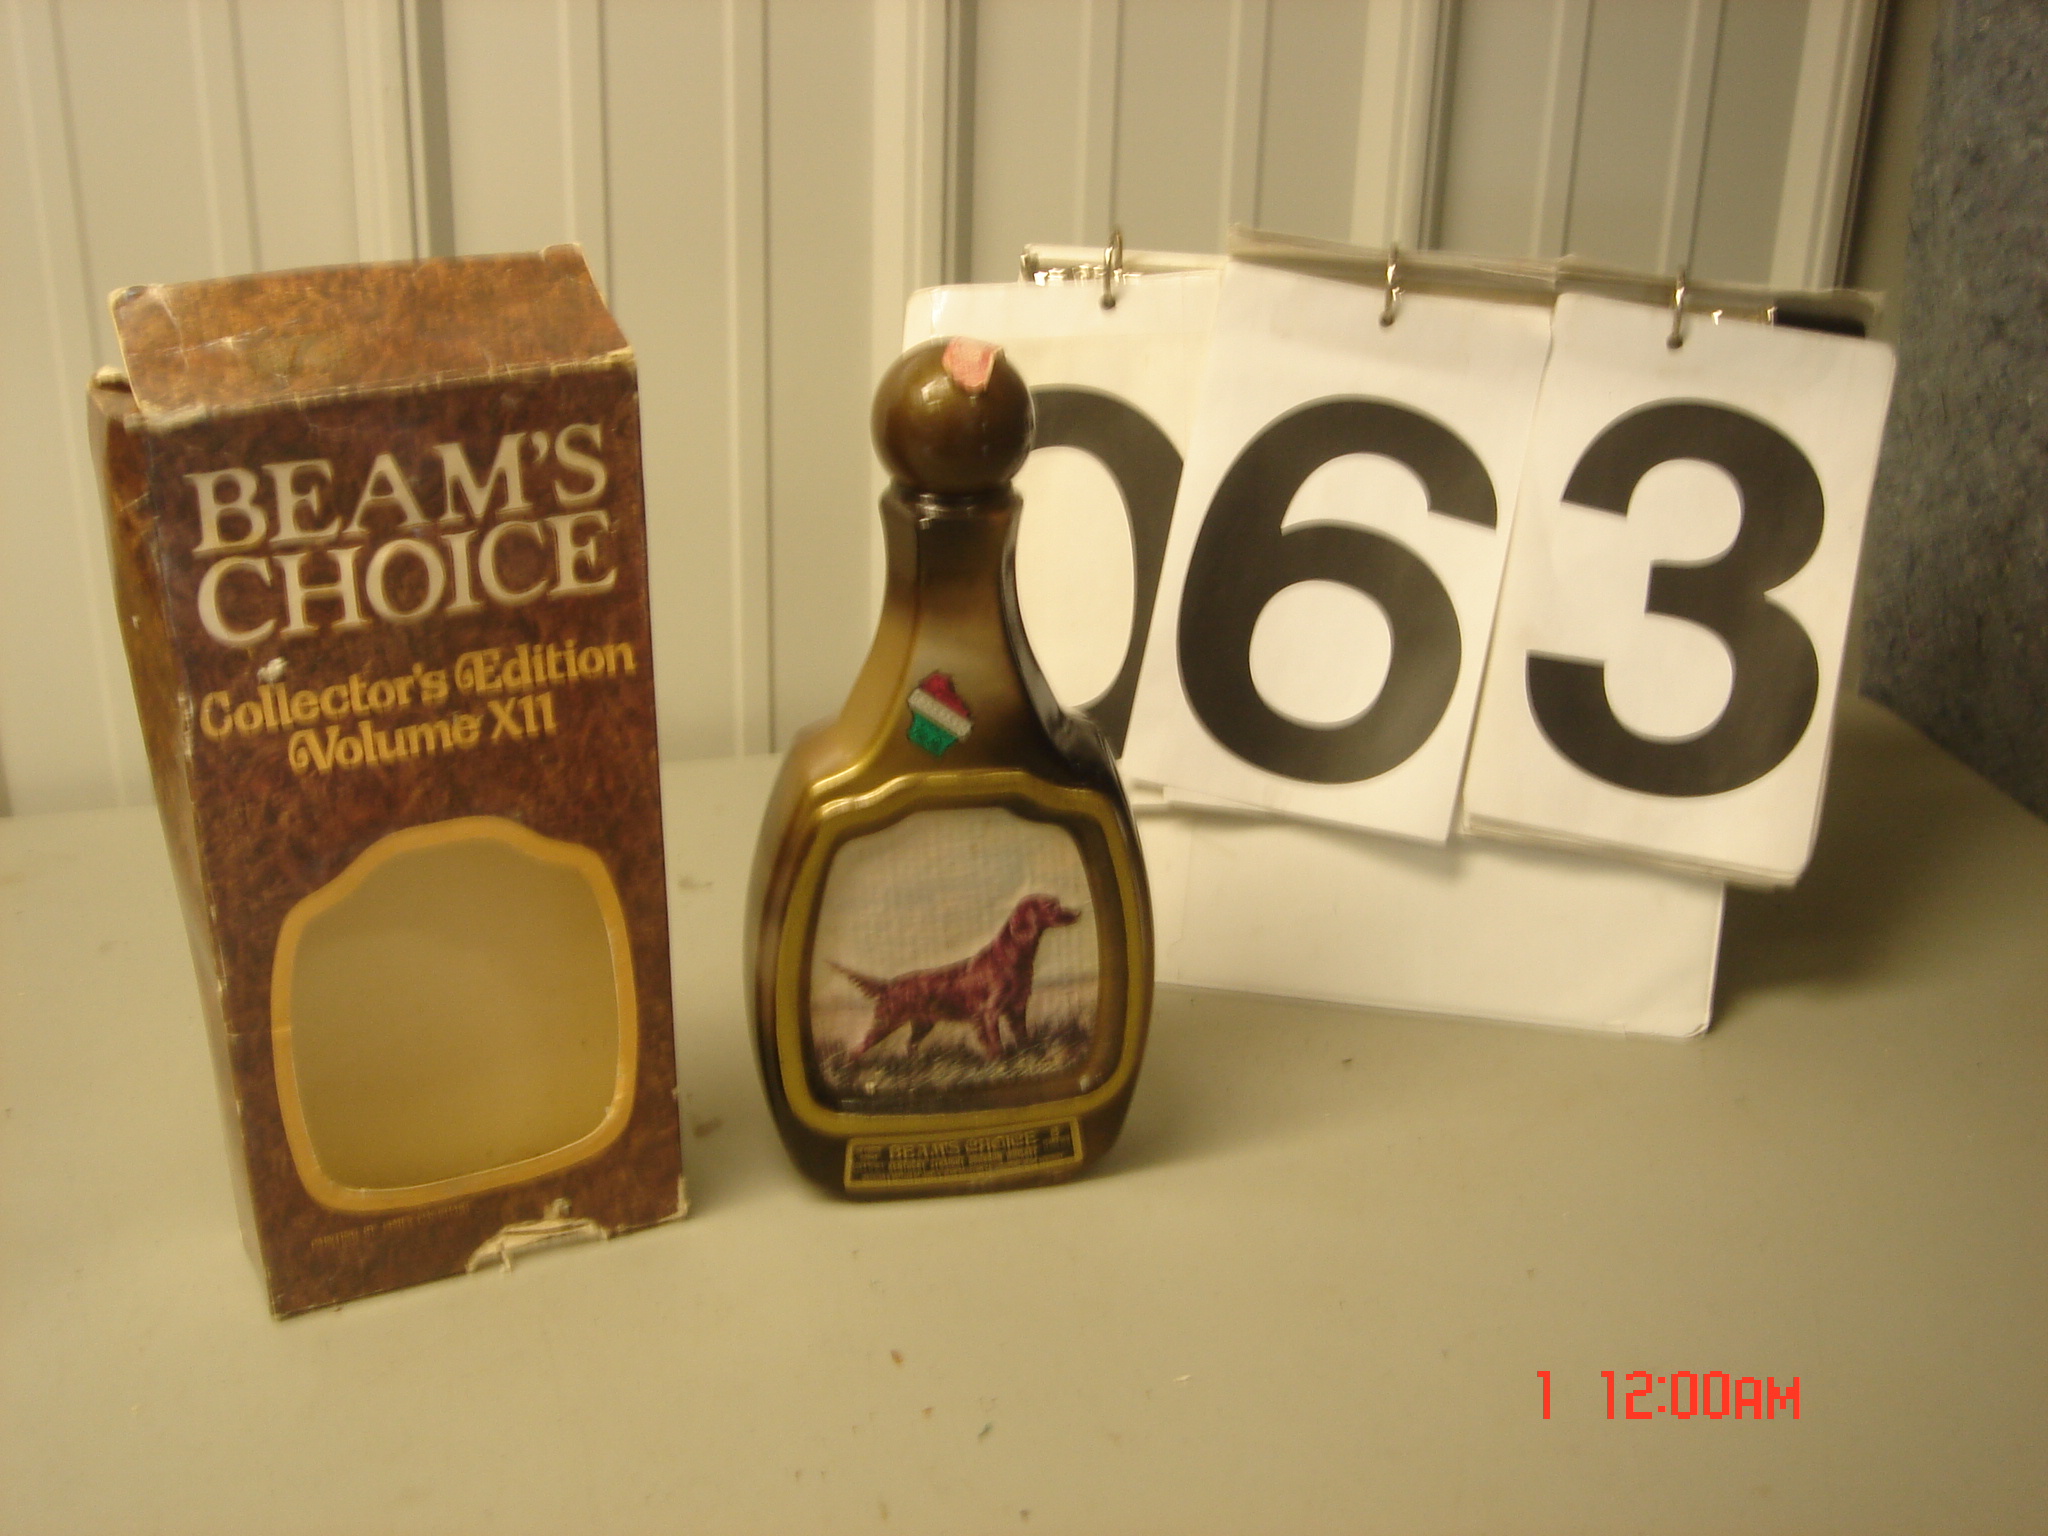 BEAM'S
CHOICE
Collector's Edition
Volume X11
063
BEAM'S CHOICE
1 12:00AM